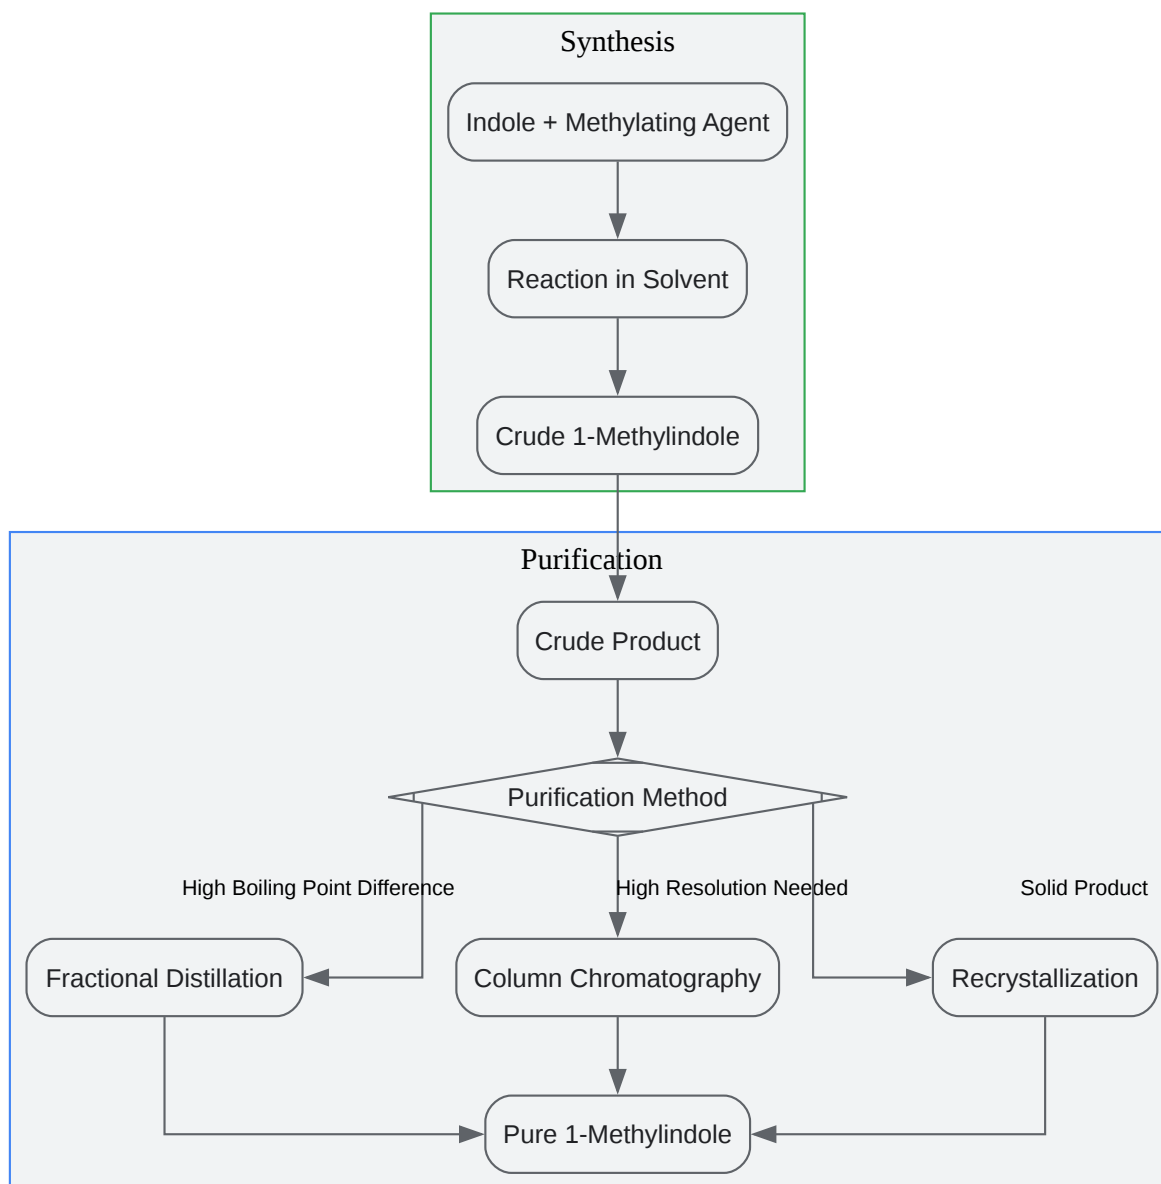 Synthesis
Indole + Methylating Agent
Reaction in Solvent
Crude 1-Methylindole
Purification
Crude Product
Purification Method
High Boiling Point Difference
High Resolution Needed
Solid Product
Fractional Distillation
Column Chromatography
Recrystallization
Pure 1-Methylindole